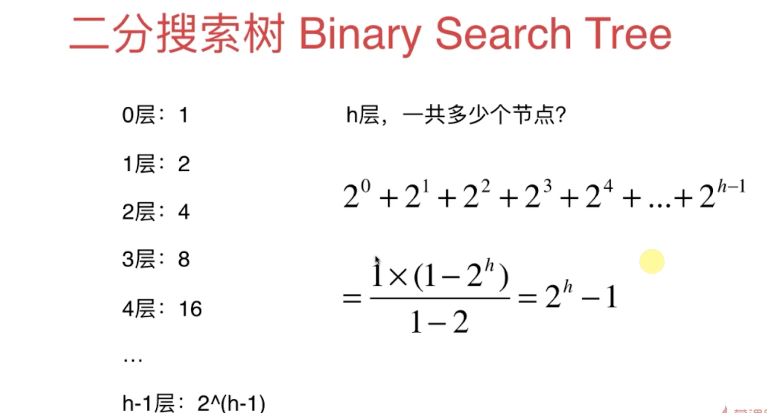 二分搜索树 Binary Search Tree
0层：1
1层：2
2层：4
3层：8
4层：16
...
h-1层：2^(h-1)
h层，一共多少个节点？
2^0 + 2^1 + 2^2 + 2^3 + 2^4 + ... + 2^{h-1}
= \frac{1×(1-2^h)}{1-2} = 2^h - 1